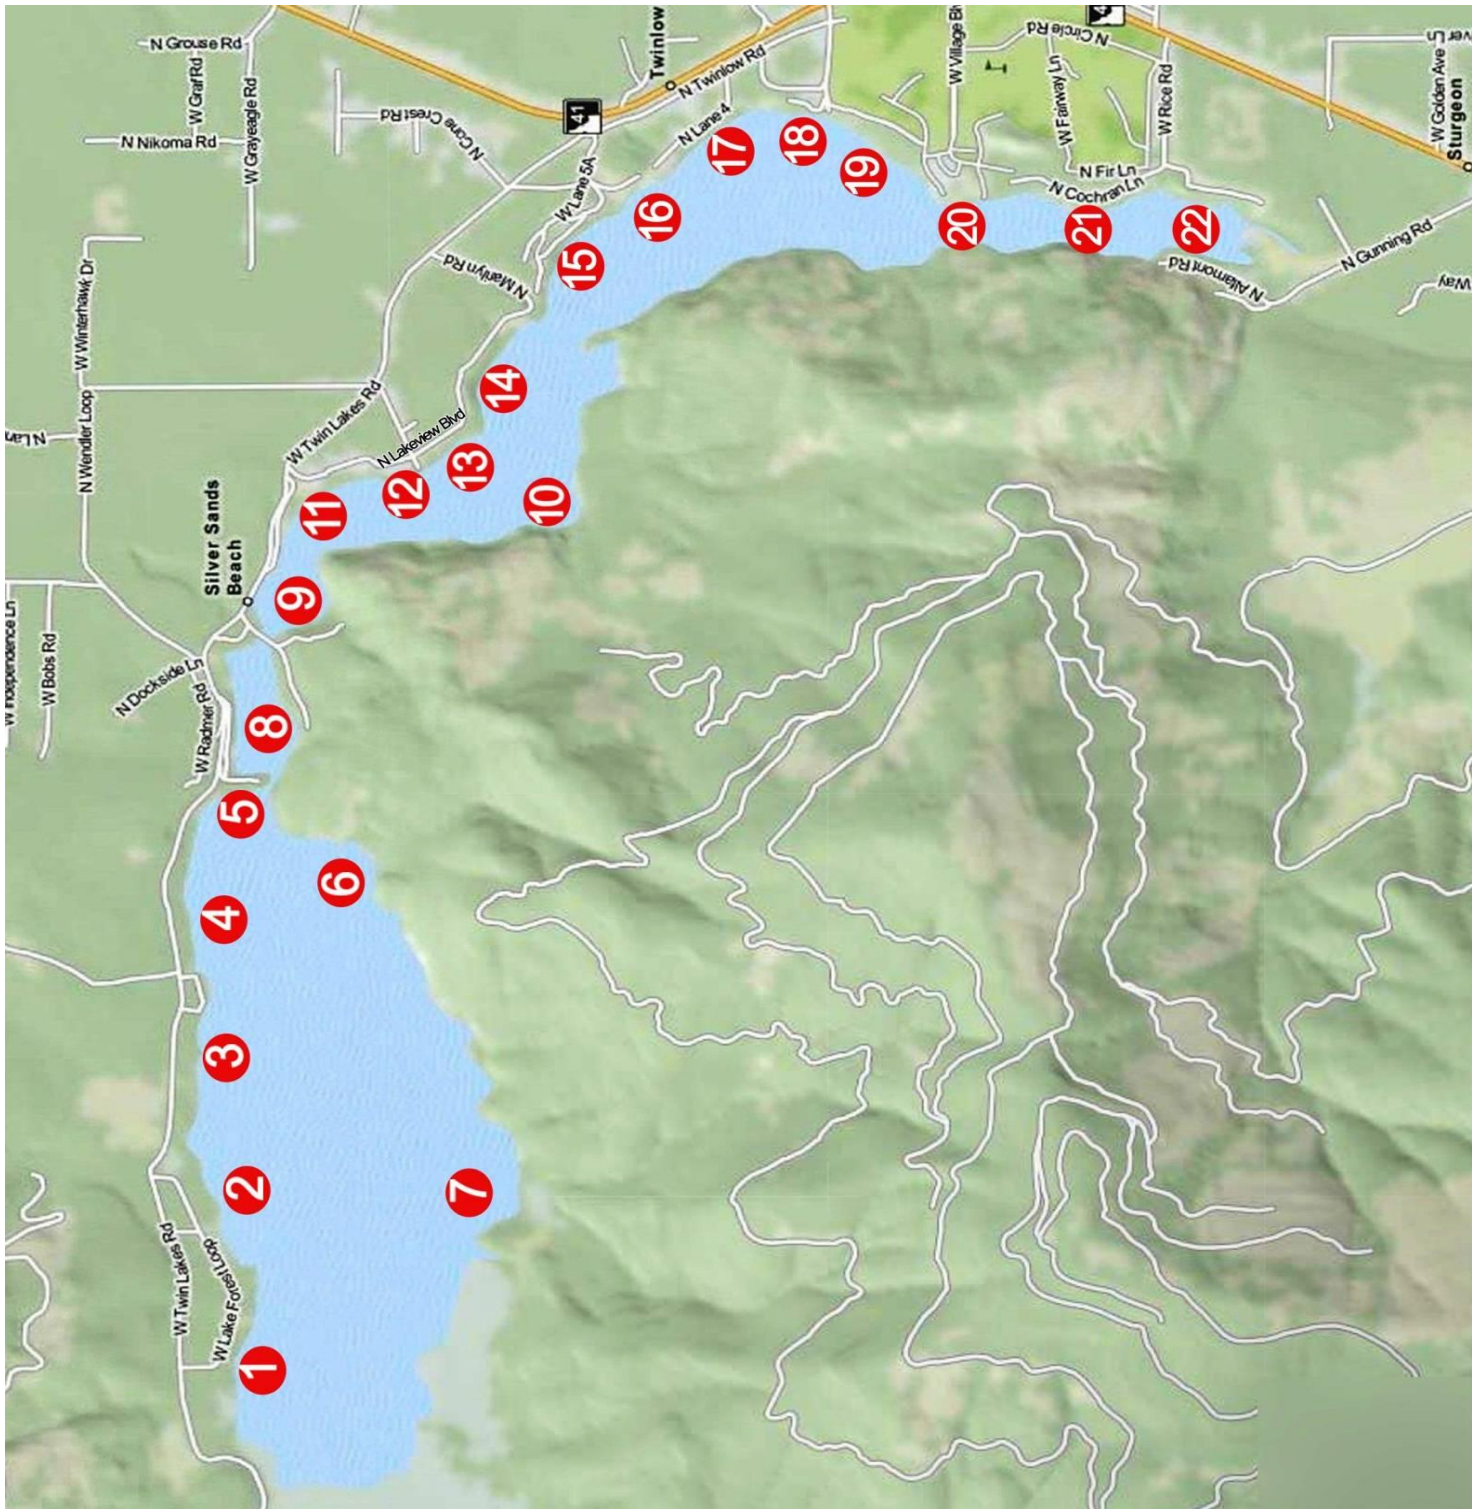 N Grouse Rd
W Graf Rd
W Grayeagle Rd
N Nikoma Rd
N Cone Crest Rd
41
Twinlow
N Twinlow Rd
N Lane 4
W Lane 5A
N Marilyn Rd
W Winterhawk Dr
N Wendler Loop
W Twin Lakes Rd
N Lakeview Blvd
Silver Sands
Beach
W Independence Ln
W Bobs Rd
N Dockside Ln
W Radmer Rd
W Twin Lakes Rd
W Lake Forest Loop
N Circle Rd
W Fairway Ln
W Rice Rd
N Fir Ln
N Cochran Ln
W Golden Ave
Sturgeon
N Gunning Rd
N Altamont Rd
Way
1
2
3
4
5
6
7
8
9
10
11
12
13
14
15
16
17
18
19
20
21
22